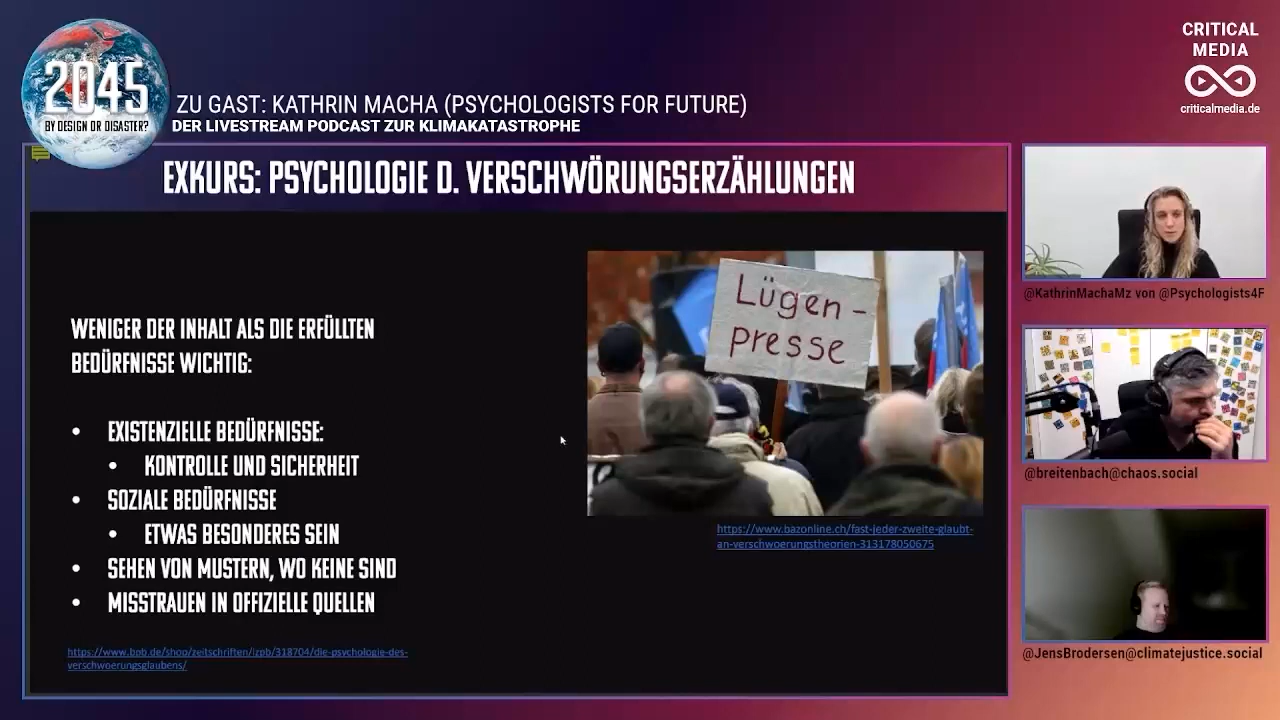 2045
BY DESIGN OR DISASTER?
ZU GAST: KATHRIN MACHA (PSYCHOLOGISTS FOR FUTURE)
DER LIVESTREAM PODCAST ZUR KLIMAKATASTROPHE
CRITICAL
MEDIA
criticalmedia.de
EXKURS: PSYCHOLOGIE D. VERSCHWÖRUNGSERZÄHLUNGEN
WENIGER DER INHALT ALS DIE ERFÜLLTEN
BEDÜRFNISSE WICHTIG:
• EXISTENZIELLE BEDÜRFNISSE:
• KONTROLLE UND SICHERHEIT
• SOZIALE BEDÜRFNISSE
• ETWAS BESONDERES SEIN
• SEHEN VON MUSTERN, WO KEINE SIND
• MISSTRAUEN IN OFFIZIELLE QUELLEN
https://www.bpb.de/shop/zeitschriften/izpb/318704/die-psychologie-des-
verschwoerungsglaubens/
Lügen-
presse
https://www.bazonline.ch/fast-jeder-zweite-glaubt-
an-verschwoerungstheorien-313178050675
@KathrinMachaMz von @Psychologists4F
@breitenbach@chaos.social
@JensBrodersen@climatejustice.social